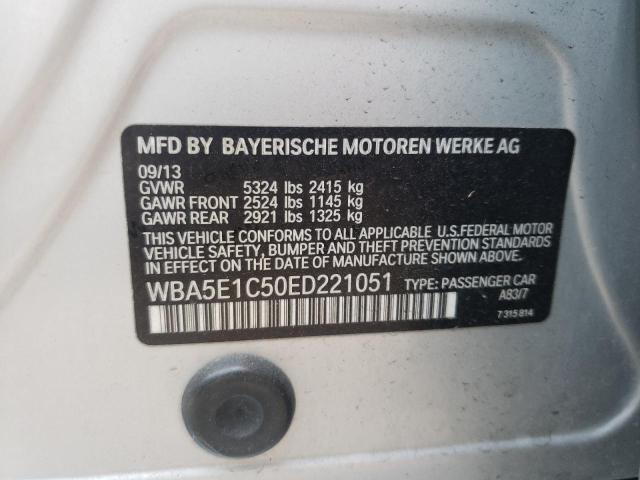 MFD BY BAYERISCHE MOTOREN WERKE AG
09/13
GVWR 5324 lbs 2415 kg
GAWR FRONT 2524 lbs 1145 kg
GAWR REAR 2921 lbs 1325 kg
THIS VEHICLE CONFORMS TO ALL APPLICABLE U.S.FEDERAL MOTOR
VEHICLE SAFETY, BUMPER AND THEFT PREVENTION STANDARDS
IN EFFECT ON THE DATE OF MANUFACTURE SHOWN ABOVE.
WBA5E1C50ED221051 TYPE: PASSENGER CAR
A83/7
7 315 814